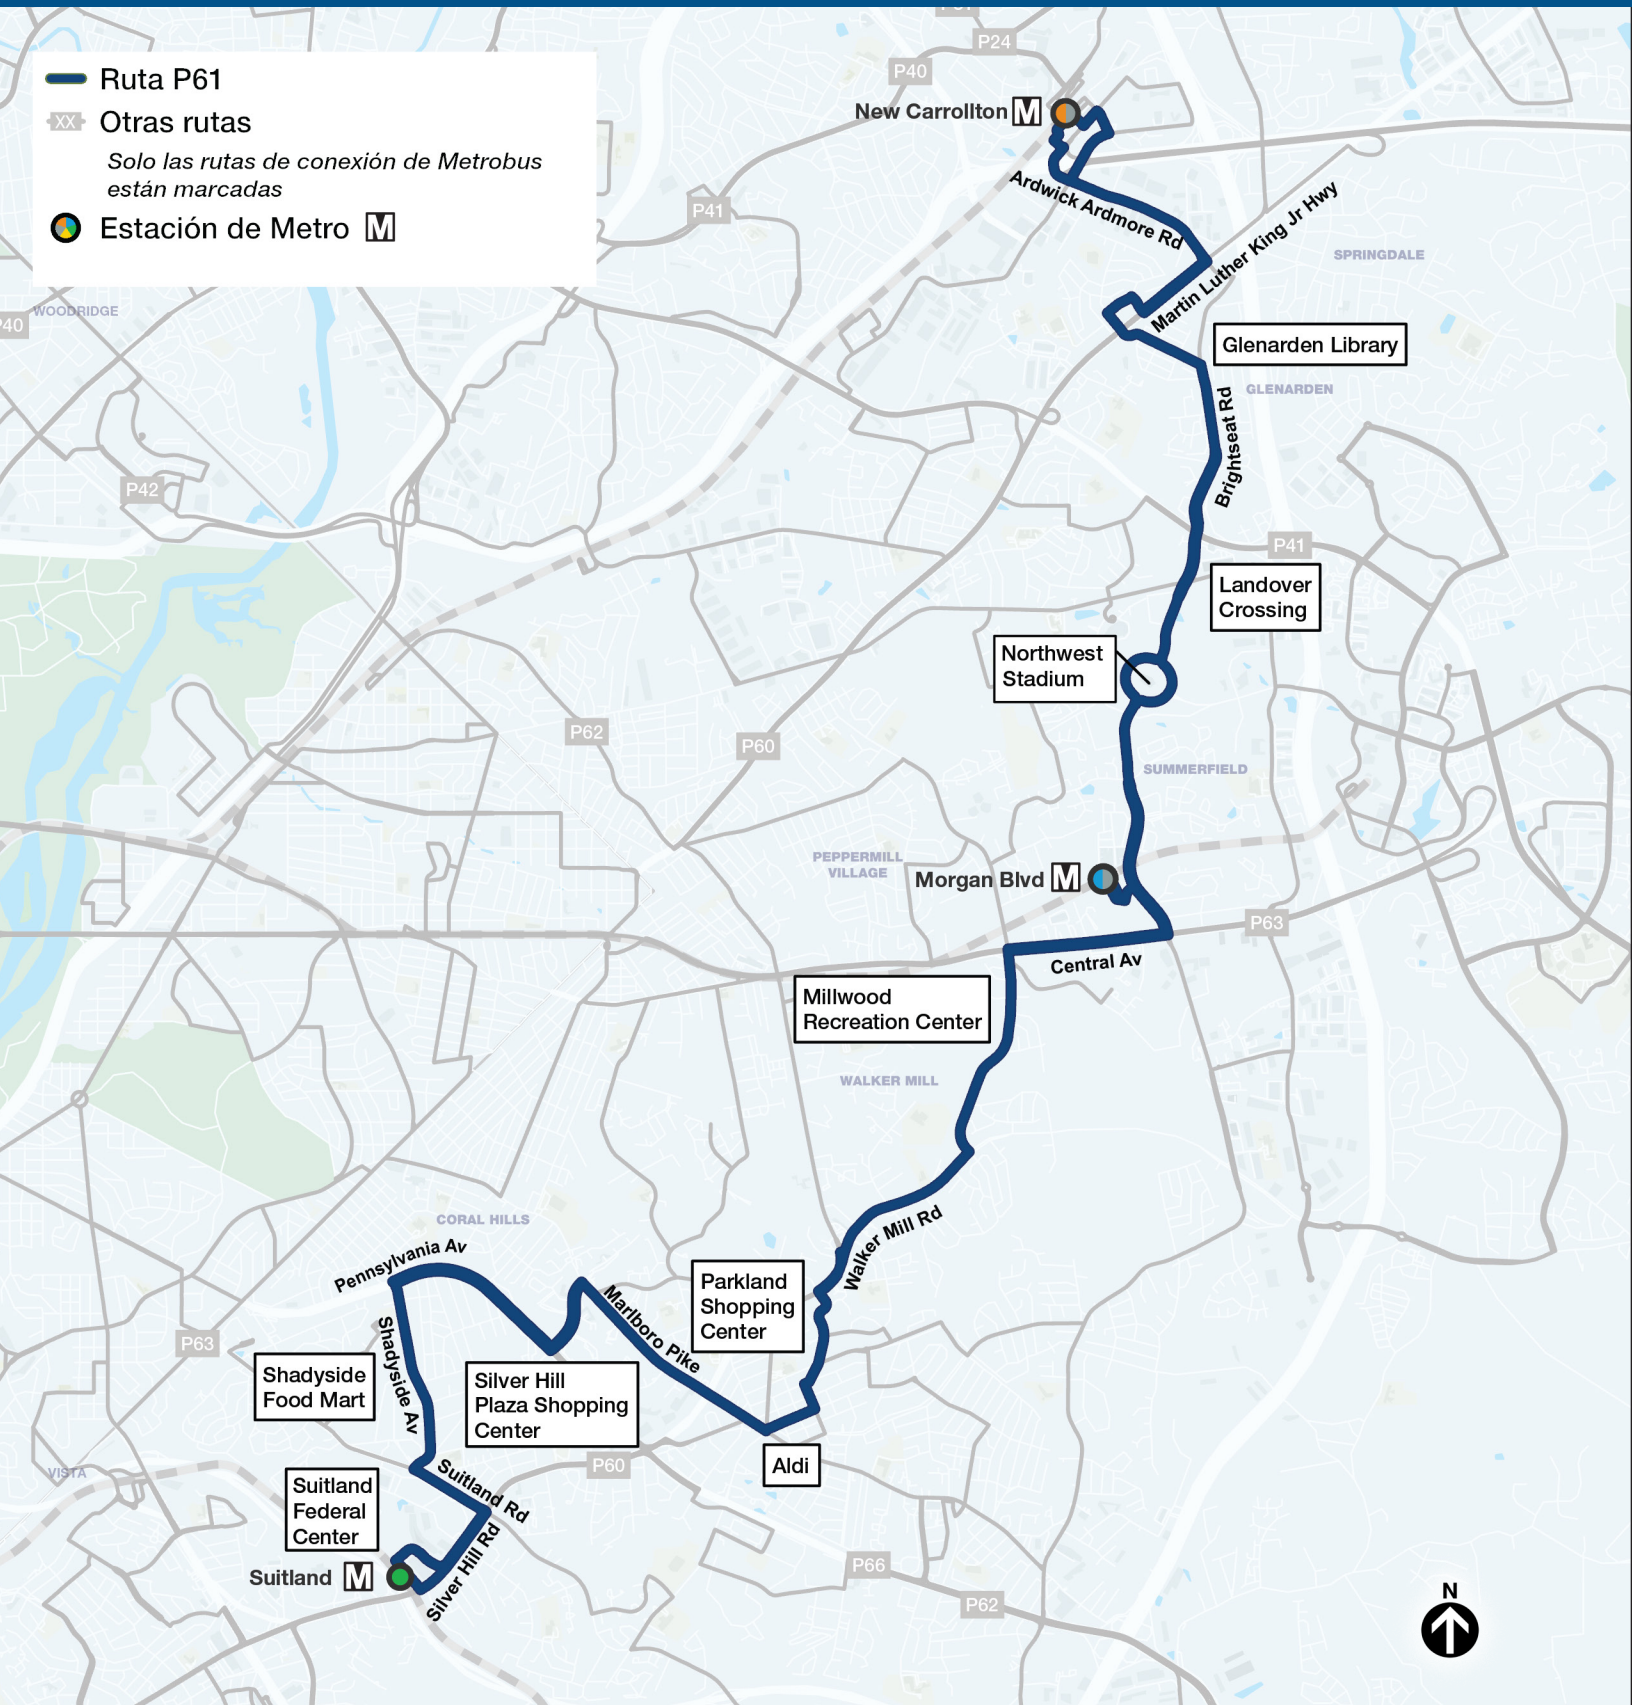 P24
P40
New Carrollton M
Ruta P61
XX Otras rutas
Solo las rutas de conexión de Metrobus
están marcadas
Estación de Metro M
P41
Ardwick Ardmore Rd
Martin Luther King Jr Hwy
SPRINGDALE
WOODRIDGE
P40
Glenarden Library
GLENARDEN
Brightseat Rd
P42
P41
Landover
Crossing
Northwest
Stadium
P62
P60
SUMMERFIELD
PEPPERMILL
VILLAGE
Morgan Blvd M
P63
Central Av
Millwood
Recreation Center
WALKER MILL
CORAL HILLS
Walker Mill Rd
Pennsylvania Av
Parkland
Shopping
Center
Marlboro Pike
P63
Shadyside Av
Shadyside
Food Mart
Silver Hill
Plaza Shopping
Center
P60
Aldi
VISTA
Suitland Rd
Suitland
Federal
Center
Silver Hill Rd
Suitland M
P66
P62
N